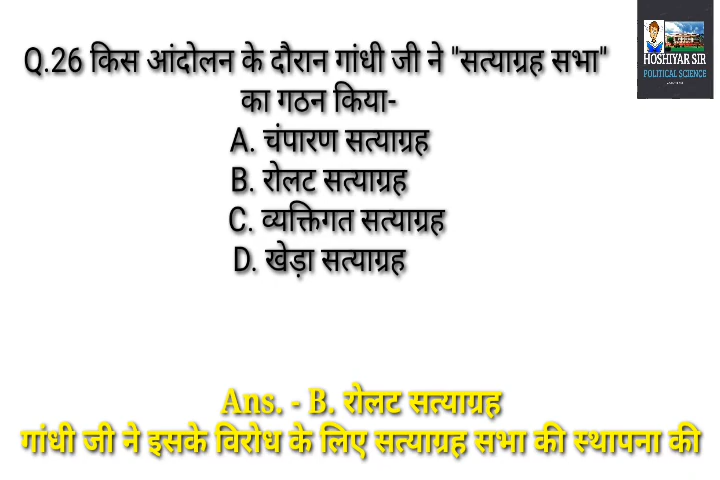 HOSHIYAR SIR
POLITICAL SCIENCE
Q.26 किस आंदोलन के दौरान गांधी जी ने "सत्याग्रह सभा"
का गठन किया-
A. चंपारण सत्याग्रह
B. रोलट सत्याग्रह
C. व्यक्तिगत सत्याग्रह
D. खेड़ा सत्याग्रह
Ans. - B. रोलट सत्याग्रह
गांधी जी ने इसके विरोध के लिए सत्याग्रह सभा की स्थापना की